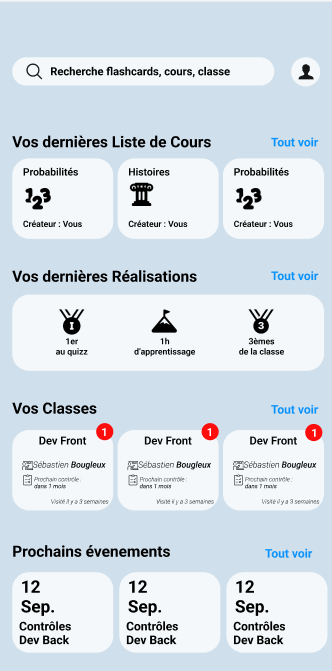 Recherche flashcards, cours, classe
Vos dernières Liste de Cours
Tout voir
Probabilités
123
Créateur : Vous
Histoires
Créateur : Vous
Probabilités
123
Créateur : Vous
Vos dernières Réalisations
Tout voir
1
1er
au quizz
1h
d'apprentissage
3
3èmes
de la classe
Vos Classes
Tout voir
1
Dev Front
Sébastien Bougleux
Prochain contrôle :
dans 1 mois
Visité il y a 3 semaines
1
Dev Front
Sébastien Bougleux
Prochain contrôle :
dans 1 mois
Visité il y a 3 semaines
1
Dev Front
Sébastien Bougleux
Prochain contrôle :
dans 1 mois
Visité il y a 3 semaines
Prochains évenements
Tout voir
12
Sep.
Contrôles
Dev Back
12
Sep.
Contrôles
Dev Back
12
Sep.
Contrôles
Dev Back